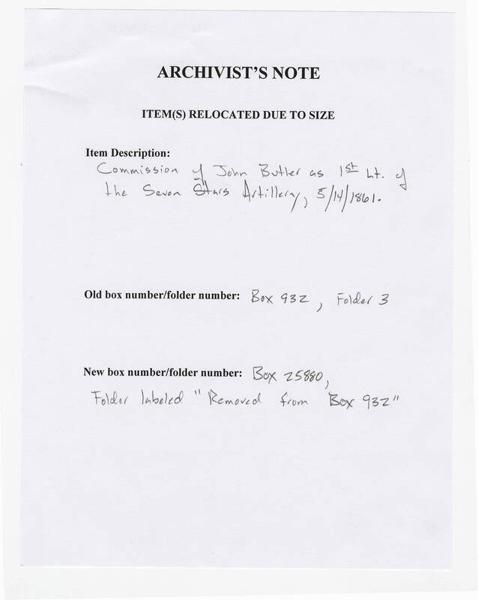 ARCHIVIST'S NOTE
ITEM(S) RELOCATED DUE TO SIZE
Item Description:
Commission of John Butler as 1st Lt. of
the Seven Stars Artillery, 5/14/1861.
Old box number/folder number: Box 932, Folder 3
New box number/folder number: Box 25880,
Folder labeled "Removed from Box 932"